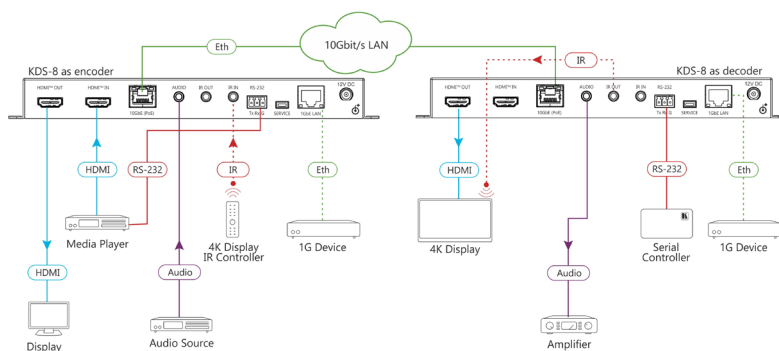 10Gbit/s LAN
Eth
IR
KDS-8 as encoder
KDS-8 as decoder
HDMI™ OUT
HDMI™ IN
10GbE (PoE)
AUDIO
IR OUT
IR IN
RS-232
Tx Rx G
SERVICE
1GbE LAN
12V DC
HDMI™ OUT
HDMI™ IN
10GbE (PoE)
AUDIO
IR OUT
IR IN
RS-232
Tx Rx G
SERVICE
1GbE LAN
12V DC
HDMI
RS-232
IR
Eth
HDMI
RS-232
Eth
Media Player
4K Display
IR Controller
1G Device
4K Display
Serial
Controller
1G Device
HDMI
Audio
Audio
Display
Audio Source
Amplifier